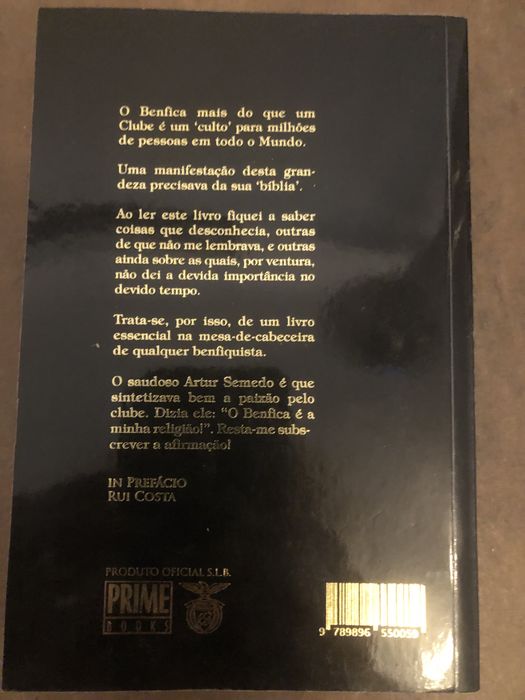 O Benfica mais do que um
Clube é um 'culto' para milhões
de pessoas em todo o Mundo.
Uma manifestação desta gran-
deza precisava da sua 'bíblia'.
Ao ler este livro fiquei a saber
coisas que desconhecia, outras
de que não me lembrava, e outras
ainda sobre as quais, por ventura,
não dei a devida importância no
devido tempo.
Trata-se, por isso, de um livro
essencial na mesa-de-cabeceira
de qualquer benfiquista.
O saudoso Artur Semedo é que
sintetizava bem a paixão pelo
clube. Dizia ele: "O Benfica é a
minha religião!". Resta-me subs-
crever a afirmação!
IN PREFÁCIO
RUI COSTA
PRODUTO OFICIAL S.L.B.
PRIME
BOOKS
9 789896 550059